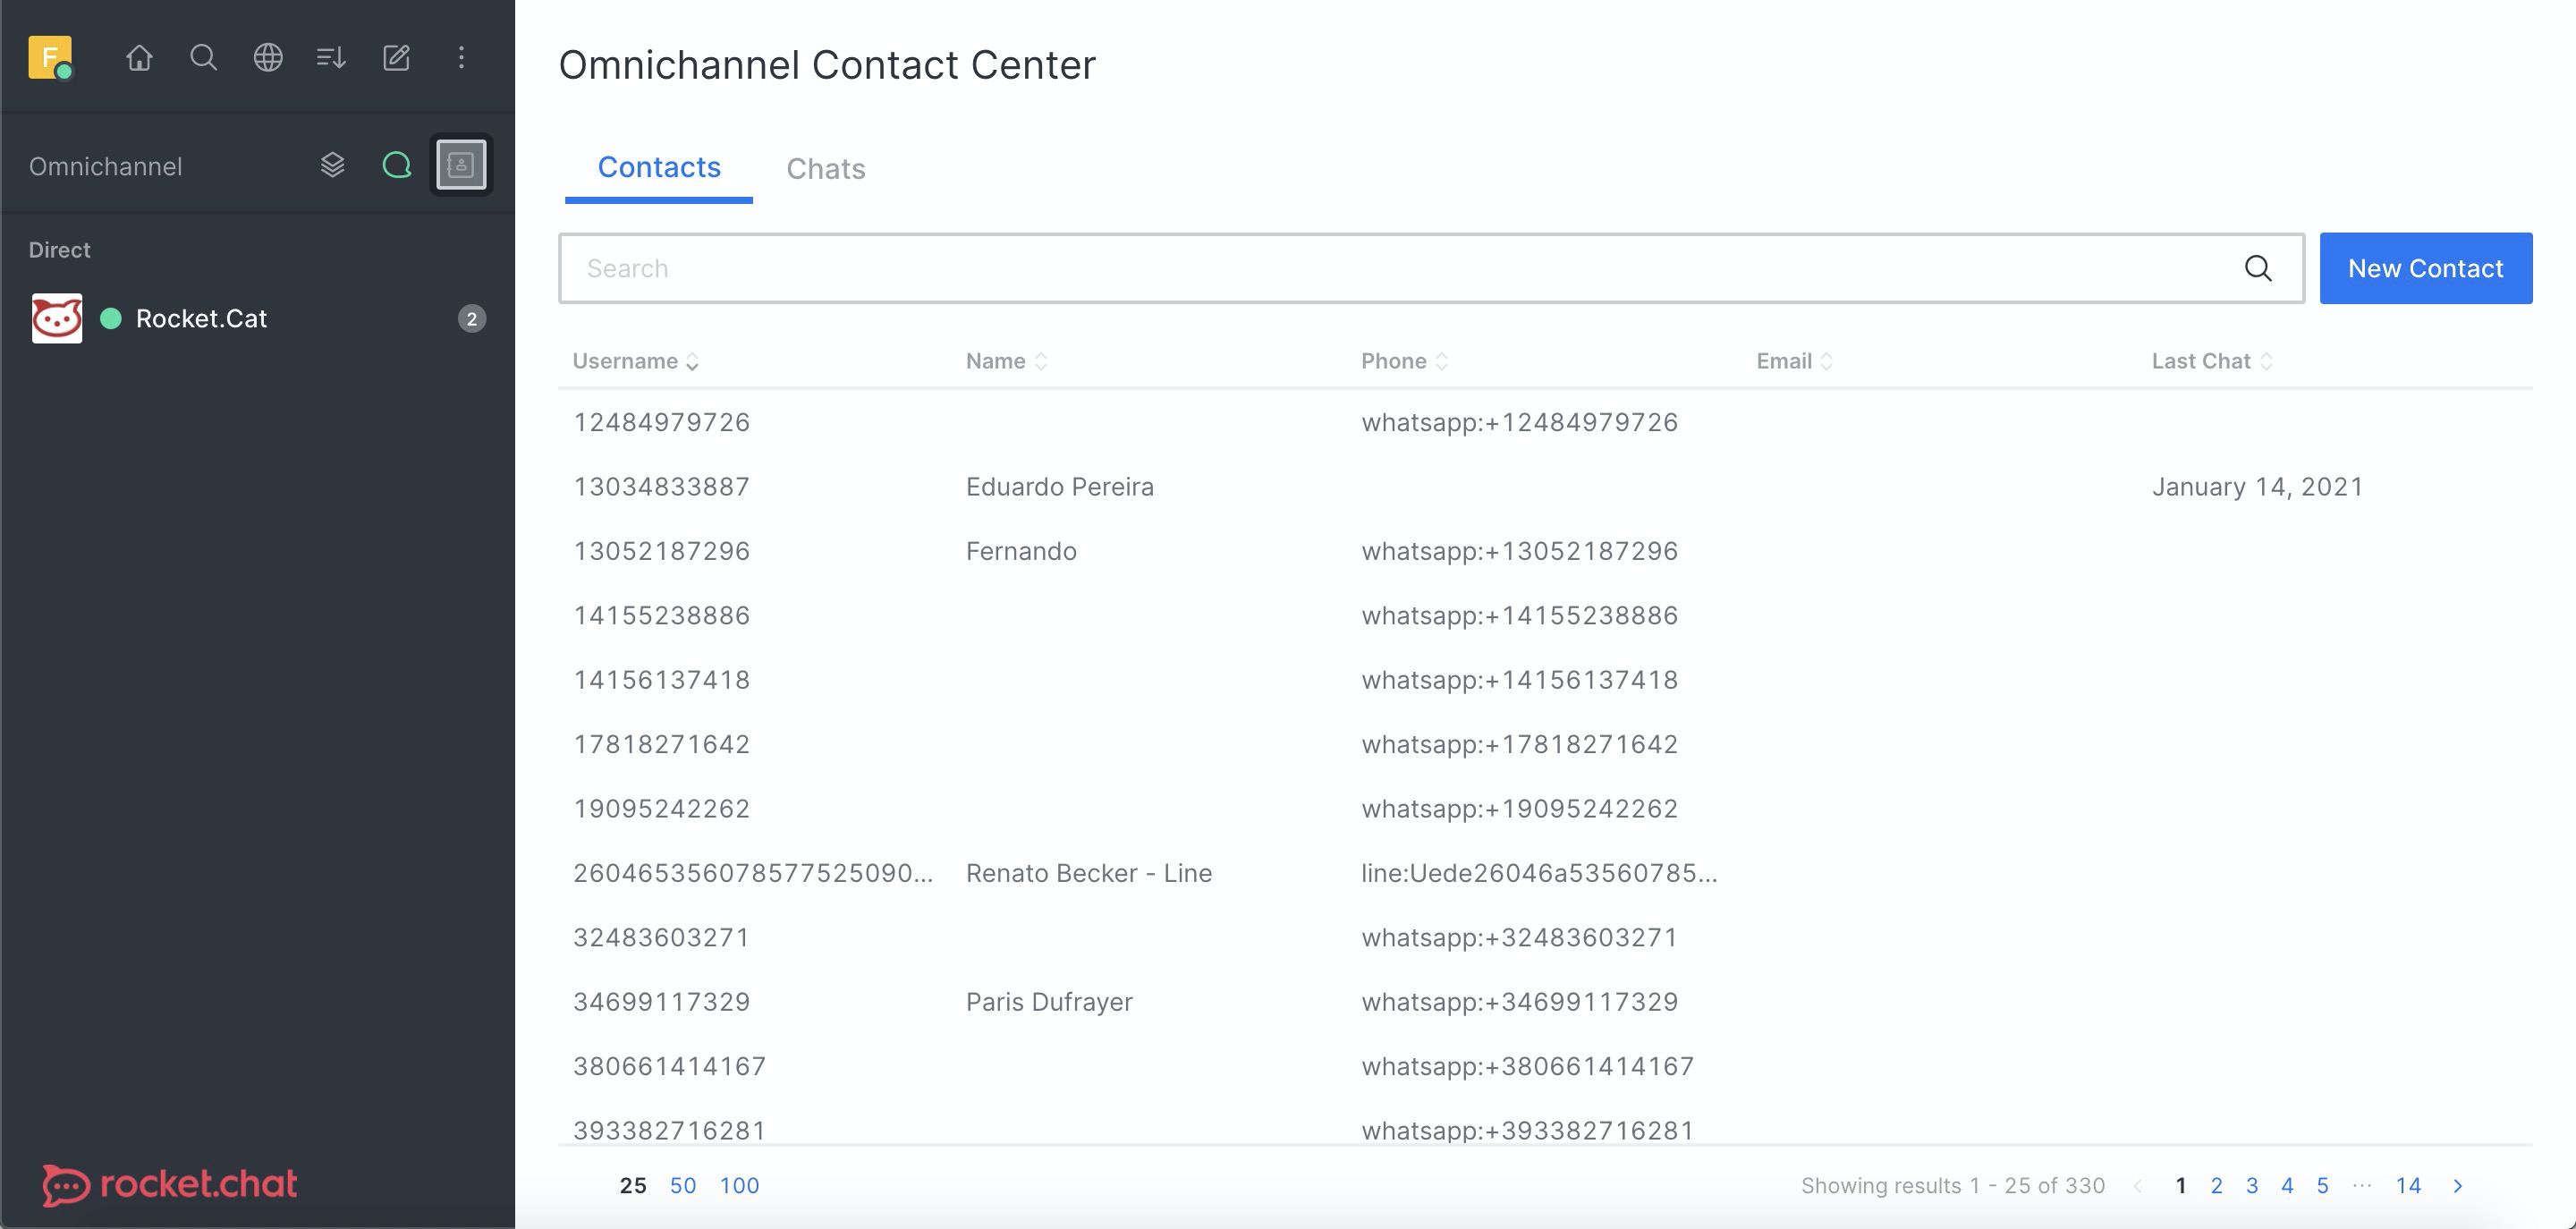 F
Omnichannel
Direct
Rocket.Cat 2
rocket.chat
Omnichannel Contact Center
Contacts Chats
Search New Contact
Username Name Phone Email Last Chat
12484979726 whatsapp:+12484979726
13034833887 Eduardo Pereira January 14, 2021
13052187296 Fernando whatsapp:+13052187296
14155238886 whatsapp:+14155238886
14156137418 whatsapp:+14156137418
17818271642 whatsapp:+17818271642
19095242262 whatsapp:+19095242262
260465356078577525090... Renato Becker - Line line:Uede26046a53560785...
32483603271 whatsapp:+32483603271
34699117329 Paris Dufrayer whatsapp:+34699117329
380661414167 whatsapp:+380661414167
393382716281 whatsapp:+393382716281
25 50 100 Showing results 1 - 25 of 330 1 2 3 4 5 ... 14